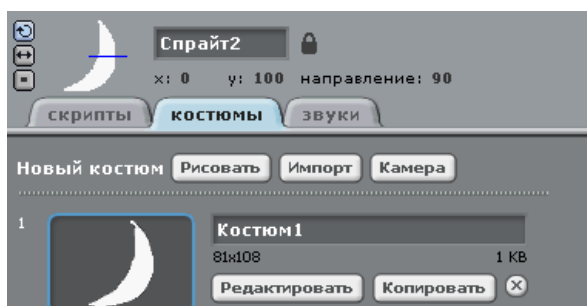 Спрайт2
x: 0 y: 100 направление: 90
скрипты костюмы звуки
Новый костюм Рисовать Импорт Камера
1
Костюм1
81x108 1 KB
Редактировать Копировать